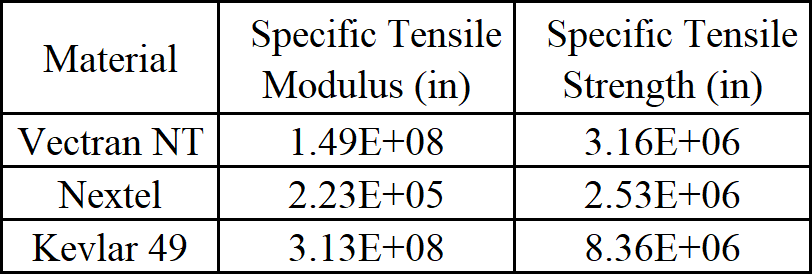 Material Specific Tensile Modulus (in) Specific Tensile Strength (in)
Vectran NT 1.49E+08 3.16E+06
Nextel 2.23E+05 2.53E+06
Kevlar 49 3.13E+08 8.36E+06